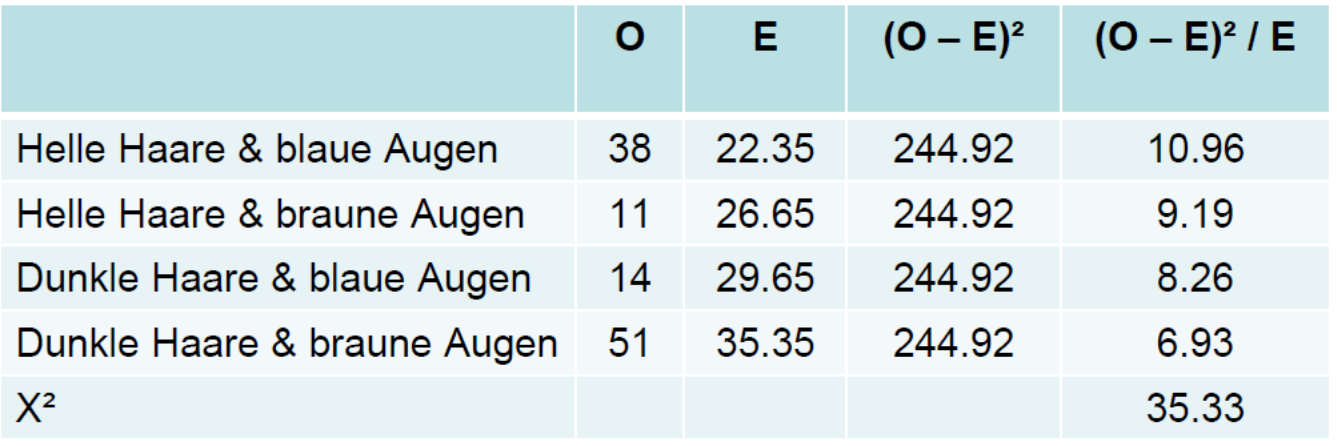 O E (O – E)² (O – E)² / E
Helle Haare & blaue Augen 38 22.35 244.92 10.96
Helle Haare & braune Augen 11 26.65 244.92 9.19
Dunkle Haare & blaue Augen 14 29.65 244.92 8.26
Dunkle Haare & braune Augen 51 35.35 244.92 6.93
X² 35.33